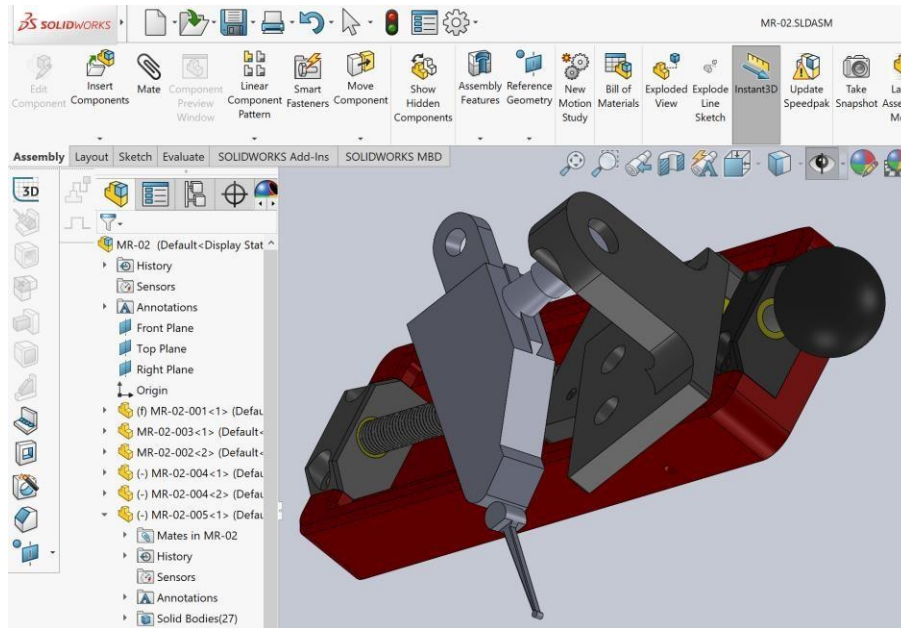 SOLIDWORKS
MR-02.SLDASM
Edit Component
Insert Components
Mate
Component Preview Window
Linear Component Pattern
Smart Fasteners
Move Component
Show Hidden Components
Assembly Features
Reference Geometry
New Motion Study
Bill of Materials
Exploded View
Explode Line Sketch
Instant3D
Update Speedpak
Take Snapshot
La
Asse
M
Assembly Layout Sketch Evaluate SOLIDWORKS Add-Ins SOLIDWORKS MBD
3D
MR-02 (Default<Display Stat
History
Sensors
A Annotations
Front Plane
Top Plane
Right Plane
Origin
(f) MR-02-001<1> (Defau
MR-02-003<1> (Default<
MR-02-002<2> (Default<
(-) MR-02-004<1> (Defau
(-) MR-02-004<2> (Defau
(-) MR-02-005<1> (Defau
Mates in MR-02
History
Sensors
A Annotations
Solid Bodies(27)